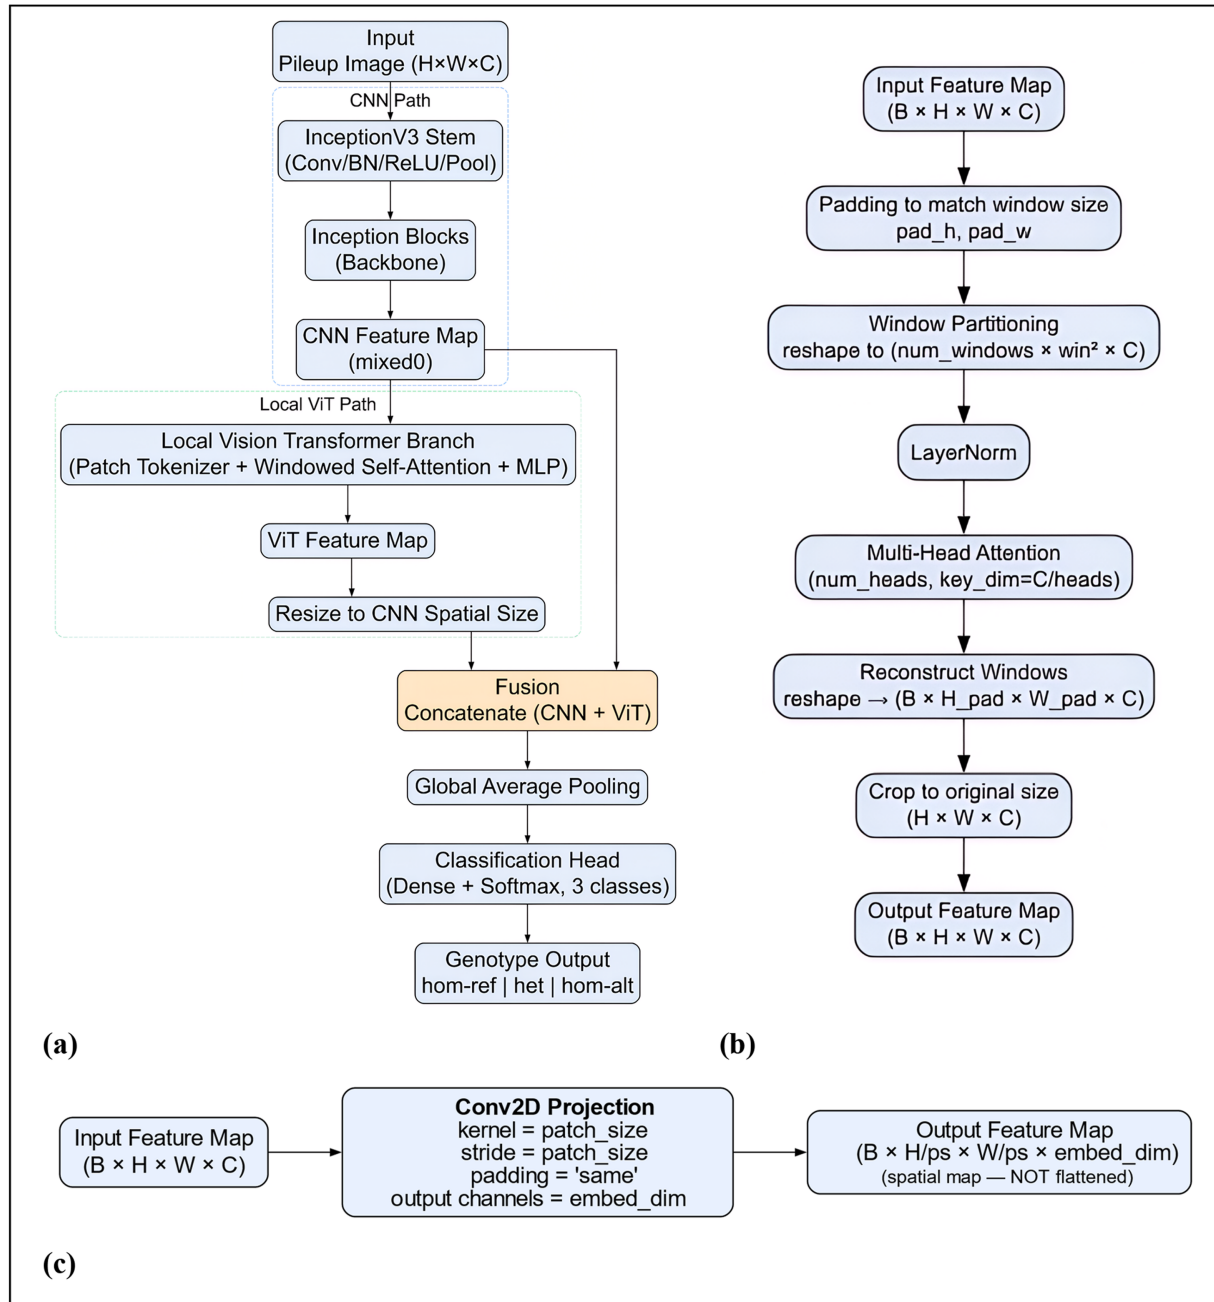 Input
Pileup Image (H×W×C)
CNN Path
InceptionV3 Stem
(Conv/BN/ReLU/Pool)
Inception Blocks
(Backbone)
CNN Feature Map
(mixed0)
Local ViT Path
Local Vision Transformer Branch
(Patch Tokenizer + Windowed Self-Attention + MLP)
ViT Feature Map
Resize to CNN Spatial Size
Fusion
Concatenate (CNN + ViT)
Global Average Pooling
Classification Head
(Dense + Softmax, 3 classes)
Genotype Output
hom-ref | het | hom-alt
(a)
Input Feature Map
(B × H × W × C)
Padding to match window size
pad_h, pad_w
Window Partitioning
reshape to (num_windows × win² × C)
LayerNorm
Multi-Head Attention
(num_heads, key_dim=C/heads)
Reconstruct Windows
reshape → (B × H_pad × W_pad × C)
Crop to original size
(H × W × C)
Output Feature Map
(B × H × W × C)
(b)
Input Feature Map
(B × H × W × C)
Conv2D Projection
kernel = patch_size
stride = patch_size
padding = 'same'
output channels = embed_dim
Output Feature Map
(B × H/ps × W/ps × embed_dim)
(spatial map — NOT flattened)
(c)